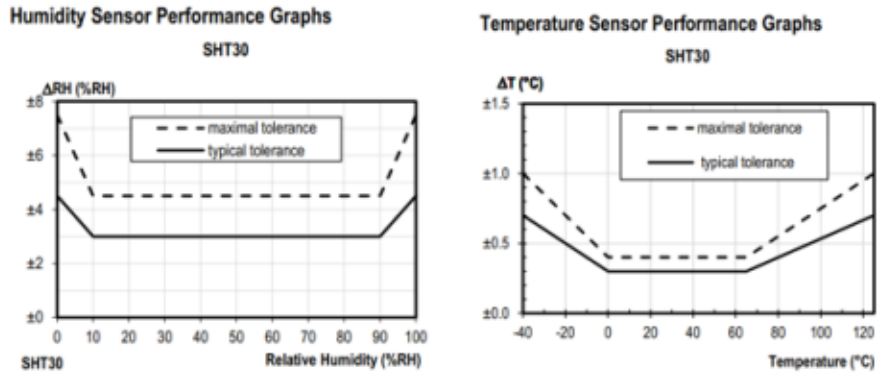 Humidity Sensor Performance Graphs
SHT30
ΔRH (%RH)
±8
±6
±4
±2
±0
maximal tolerance
typical tolerance
0 10 20 30 40 50 60 70 80 90 100
SHT30
Relative Humidity (%RH)
Temperature Sensor Performance Graphs
SHT30
ΔT (°C)
±1.5
±1.0
±0.5
±0.0
maximal tolerance
typical tolerance
-40 -20 0 20 40 60 80 100 120
Temperature (°C)